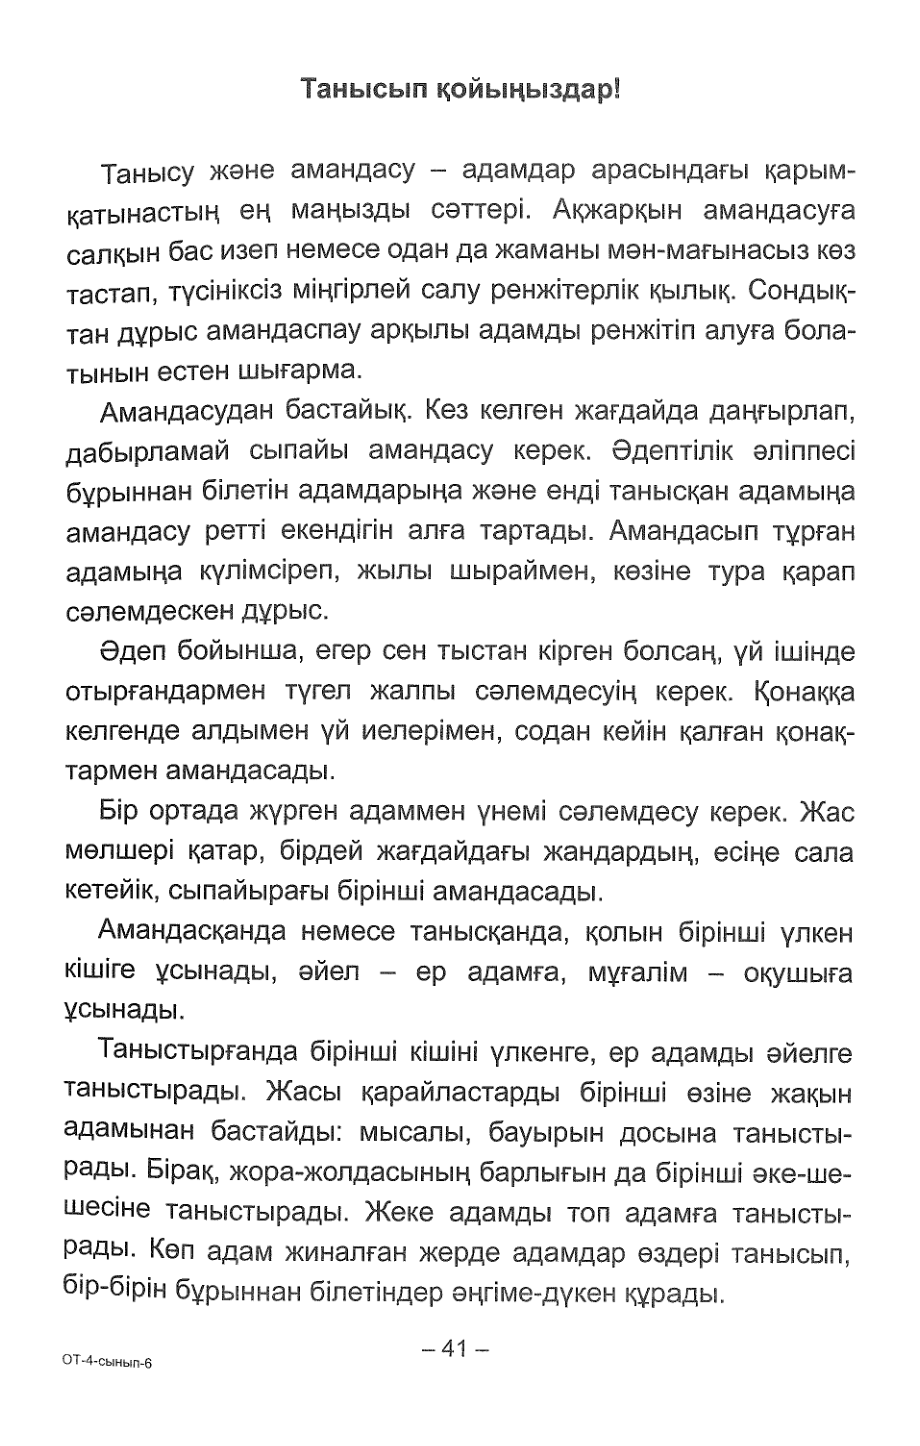 Танысып қойыңыздар!
Танысу және амандасу – адамдар арасындағы қарым-
қатынастың ең маңызды сәттері. Ақжарқын амандасуға
салқын бас изеп немесе одан да жаманы мән-мағынасыз көз
тастап, түсініксіз міңгірлей салу ренжітерлік қылық. Сондық-
тан дұрыс амандаспау арқылы адамды ренжітіп алуға бола-
тынын естен шығарма.
Амандасудан бастайық. Кез келген жағдайда даңғырлап,
дабырламай сыпайы амандасу керек. Әдептілік әліппесі
бұрыннан білетін адамдарыңа және енді танысқан адамыңа
амандасу ретті екендігін алға тартады. Амандасып тұрған
адамыңа күлімсіреп, жылы шыраймен, көзіне тура қарап
сәлемдескен дұрыс.
Әдеп бойынша, егер сен тыстан кірген болсаң, үй ішінде
отырғандармен түгел жалпы сәлемдесуің керек. Қонаққа
келгенде алдымен үй иелерімен, содан кейін қалған қонақ-
тармен амандасады.
Бір ортада жүрген адаммен үнемі сәлемдесу керек. Жас
мөлшері қатар, бірдей жағдайдағы жандардың, есіңе сала
кетейік, сыпайырағы бірінші амандасады.
Амандасқанда немесе танысқанда, қолын бірінші үлкен
кішіге ұсынады, әйел – ер адамға, мұғалім – оқушыға
ұсынады.
Таныстырғанда бірінші кішіні үлкенге, ер адамды әйелге
таныстырады. Жасы қарайластарды бірінші өзіне жақын
адамынан бастайды: мысалы, бауырын досына танысты-
рады. Бірақ, жора-жолдасының барлығын да бірінші әке-ше-
шесіне таныстырады. Жеке адамды топ адамға танысты-
рады. Көп адам жиналған жерде адамдар өздері танысып,
бір-бірін бұрыннан білетіндер әңгіме-дүкен құрады.
– 41 –
ОТ-4-сынып-6